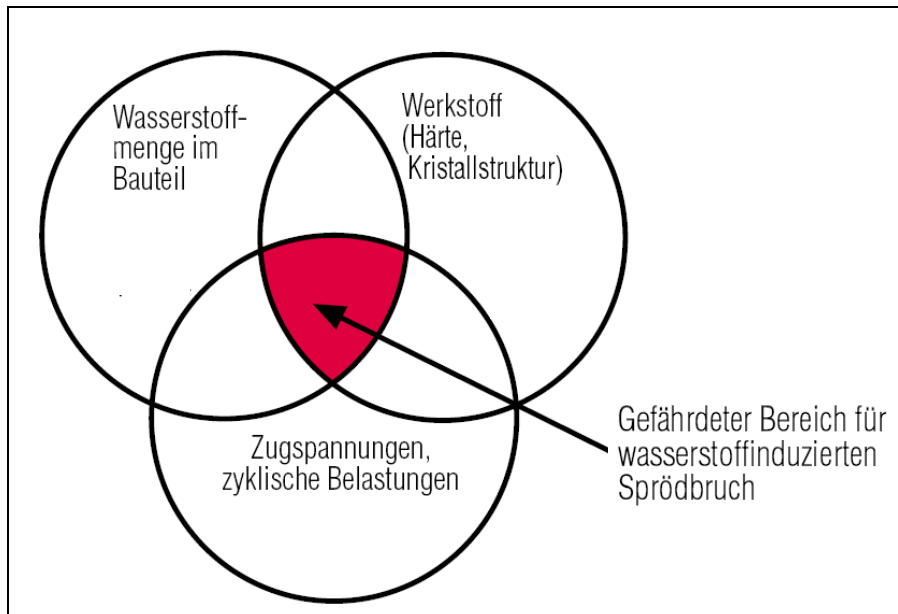 Wasserstoff-
menge im
Bauteil
Werkstoff
(Härte,
Kristallstruktur)
Zugspannungen,
zyklische Belastungen
Gefährdeter Bereich für
wasserstoffinduzierten
Sprödbruch